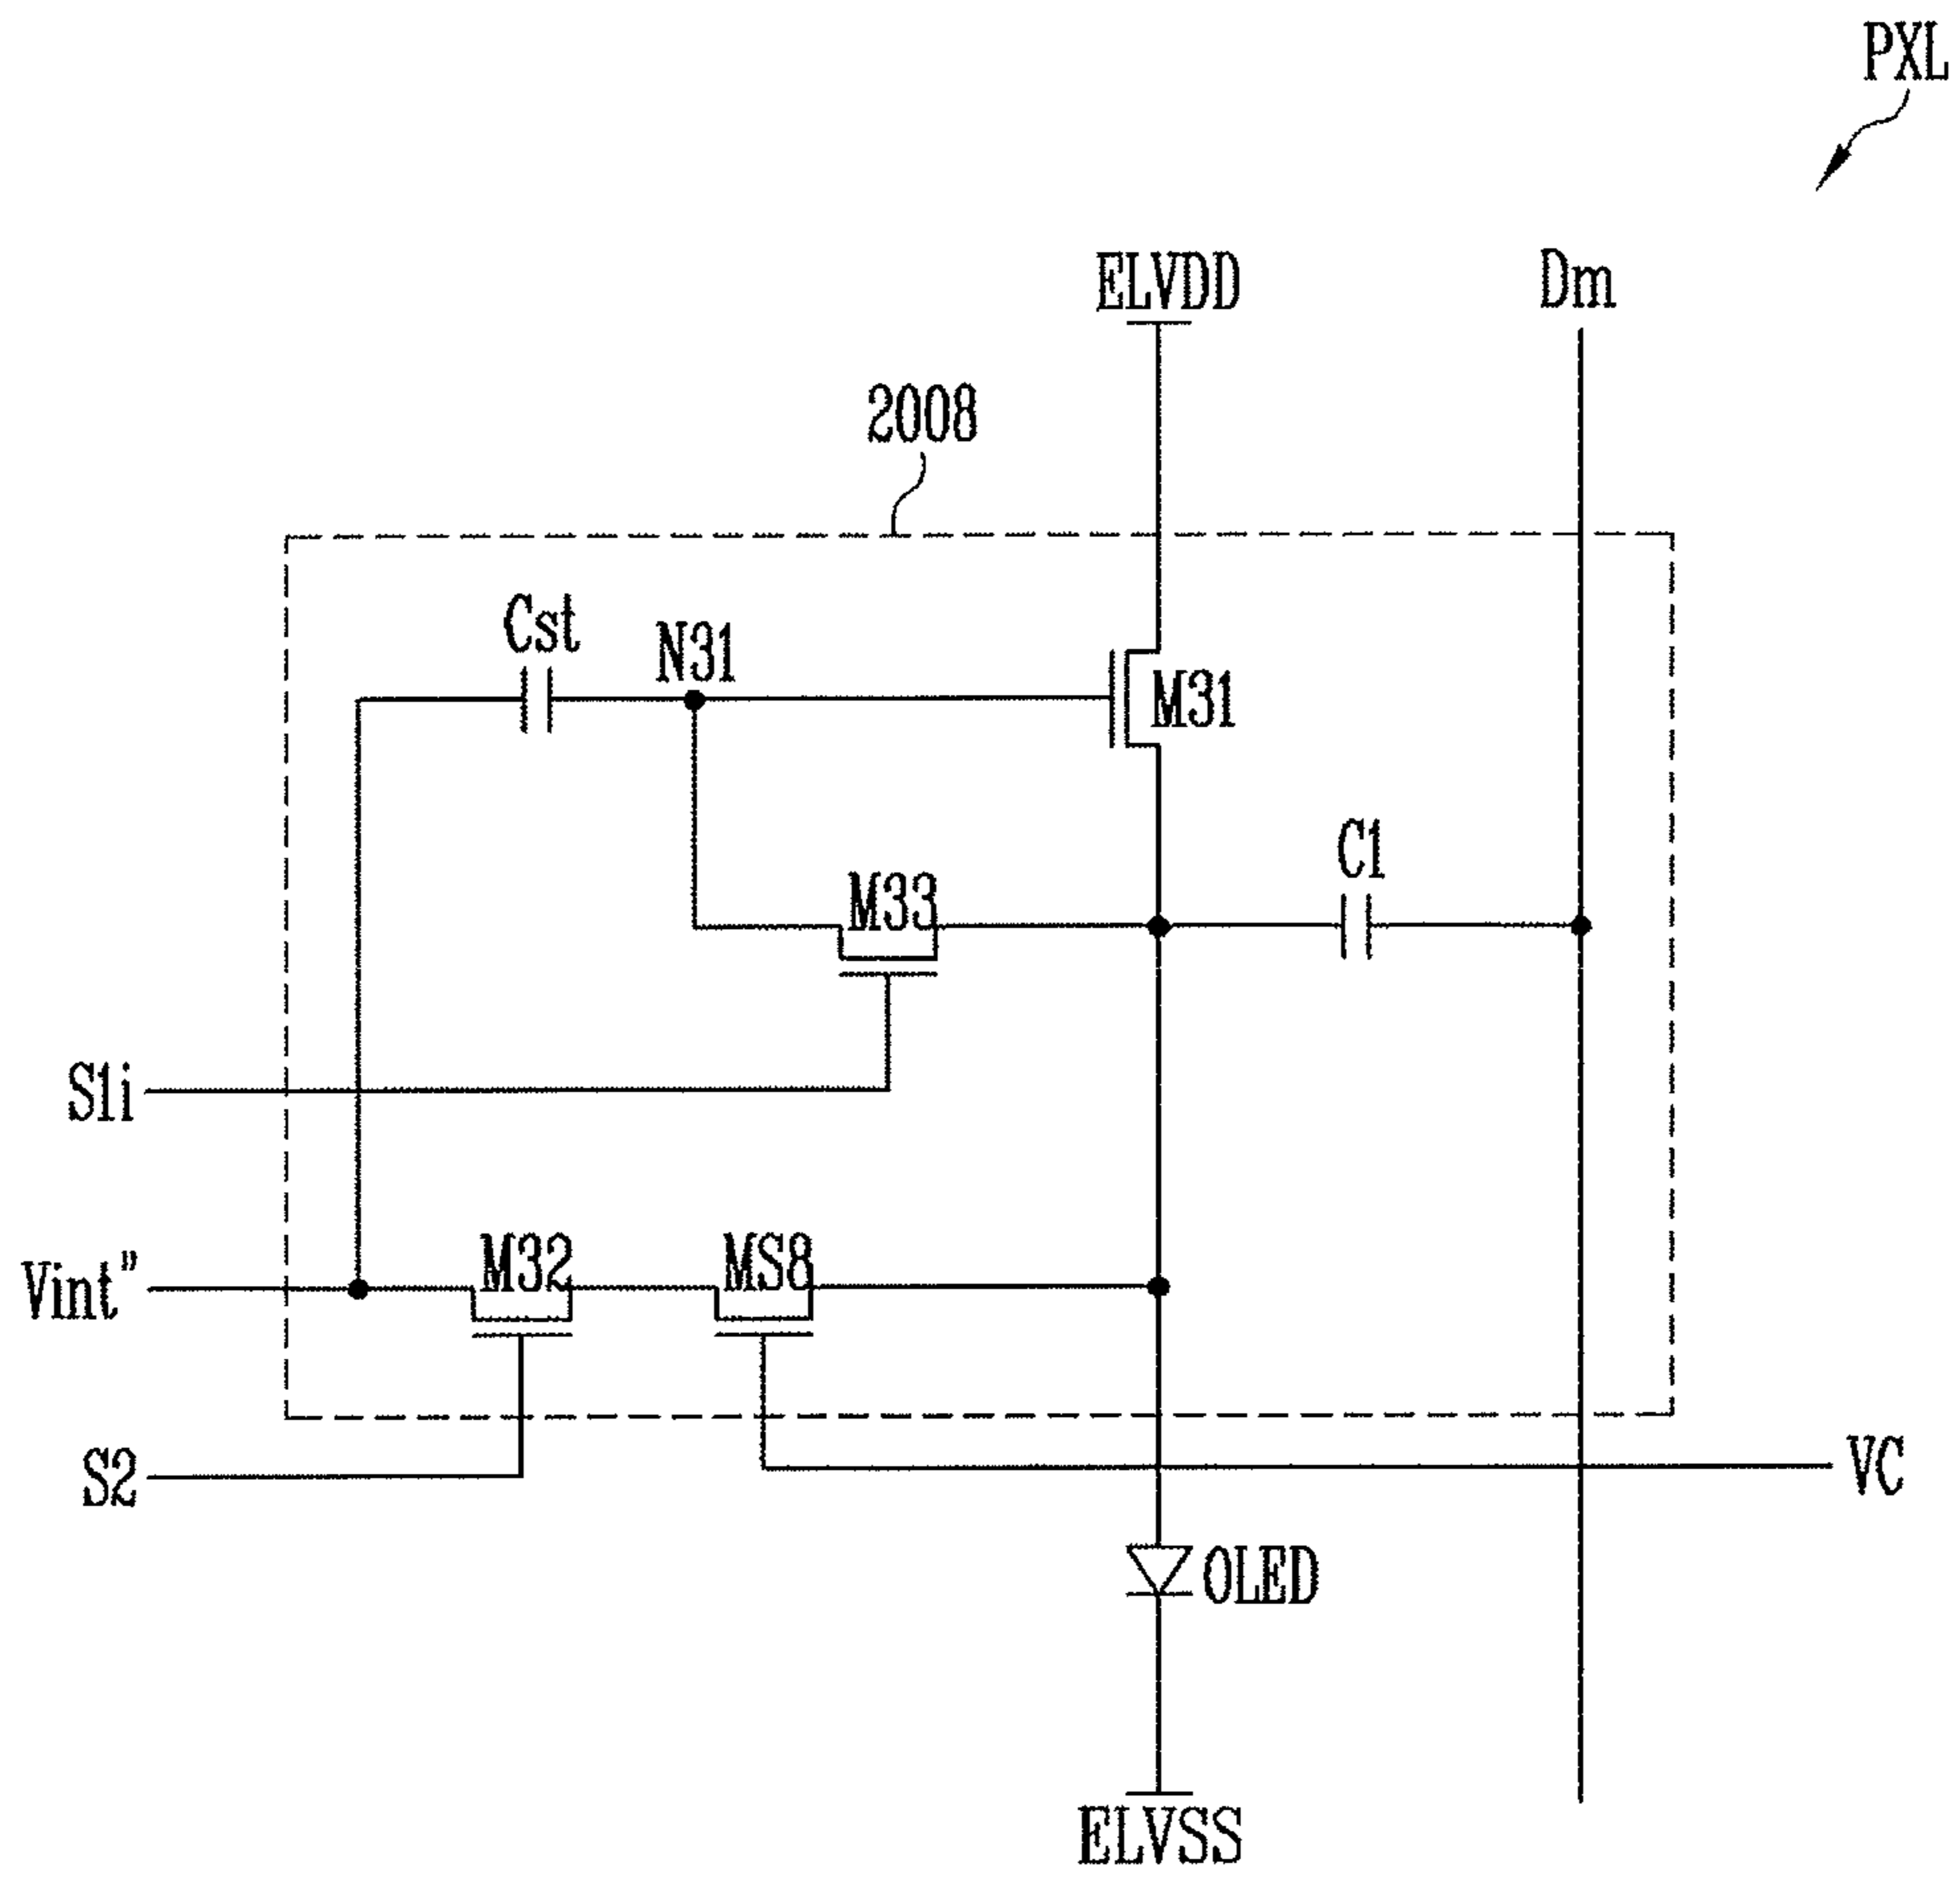 PXL
ELVDD
Dm
2008
Cst
N31
M31
C1
M33
S1i
M32
MS8
Vint"
S2
VC
OLED
ELVSS